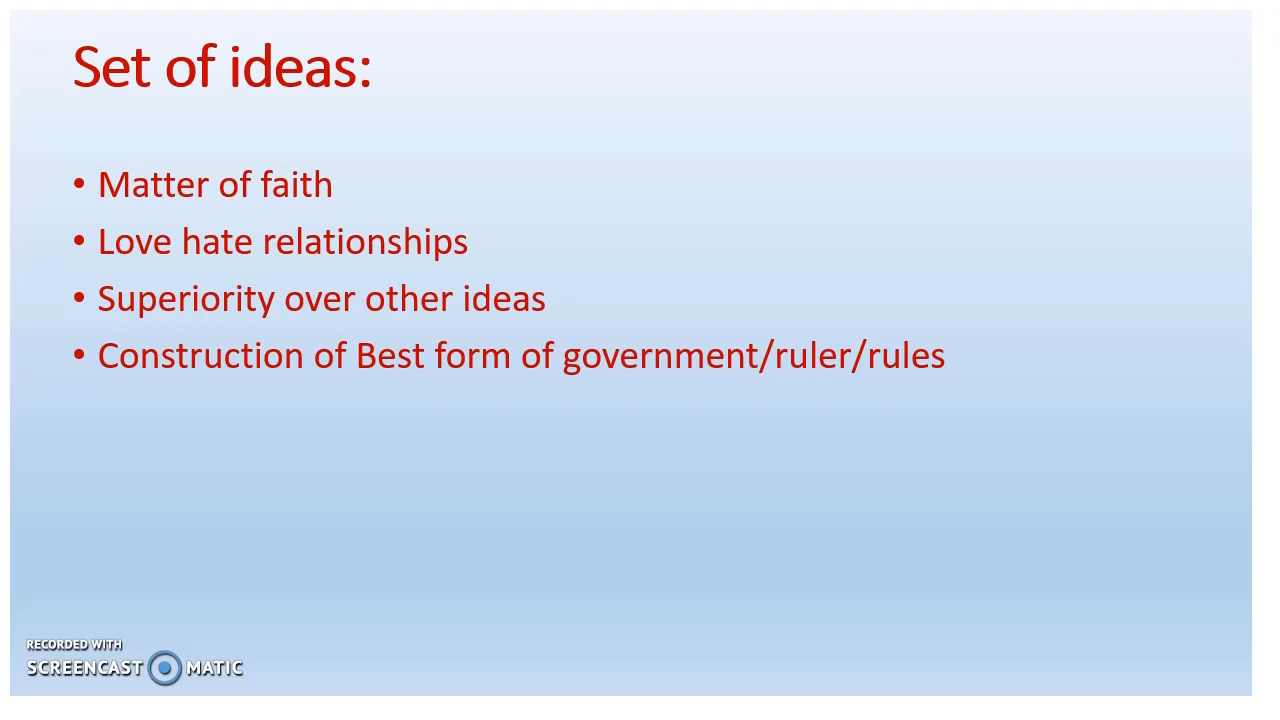 Set of ideas:
• Matter of faith
• Love hate relationships
• Superiority over other ideas
• Construction of Best form of government/ruler/rules
RECORDED WITH
SCREENCAST MATIC